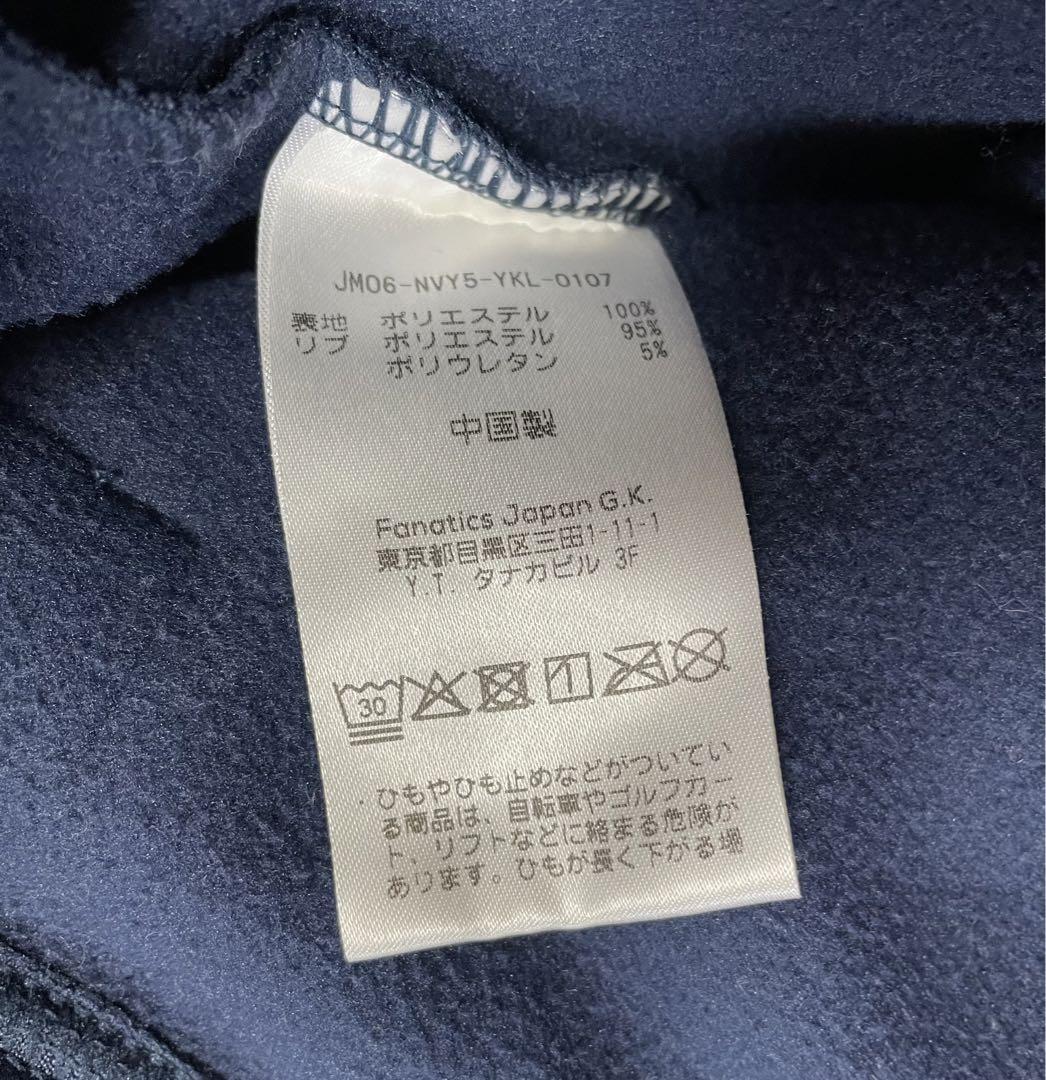 JM06-NVY5-YKL-0107
表地 ポリエステル 100%
リブ ポリエステル 95%
ポリウレタン 5%
中国製
Fanatics Japan G.K.
東京都目黒区三田1-11-1
Y.T. タナカビル 3F
30
1
・ひもやひも止めなどがついてい
る商品は、自転車やゴルフカー
ト、リフトなどに絡まる危険が
あります。ひもが長く下がる場